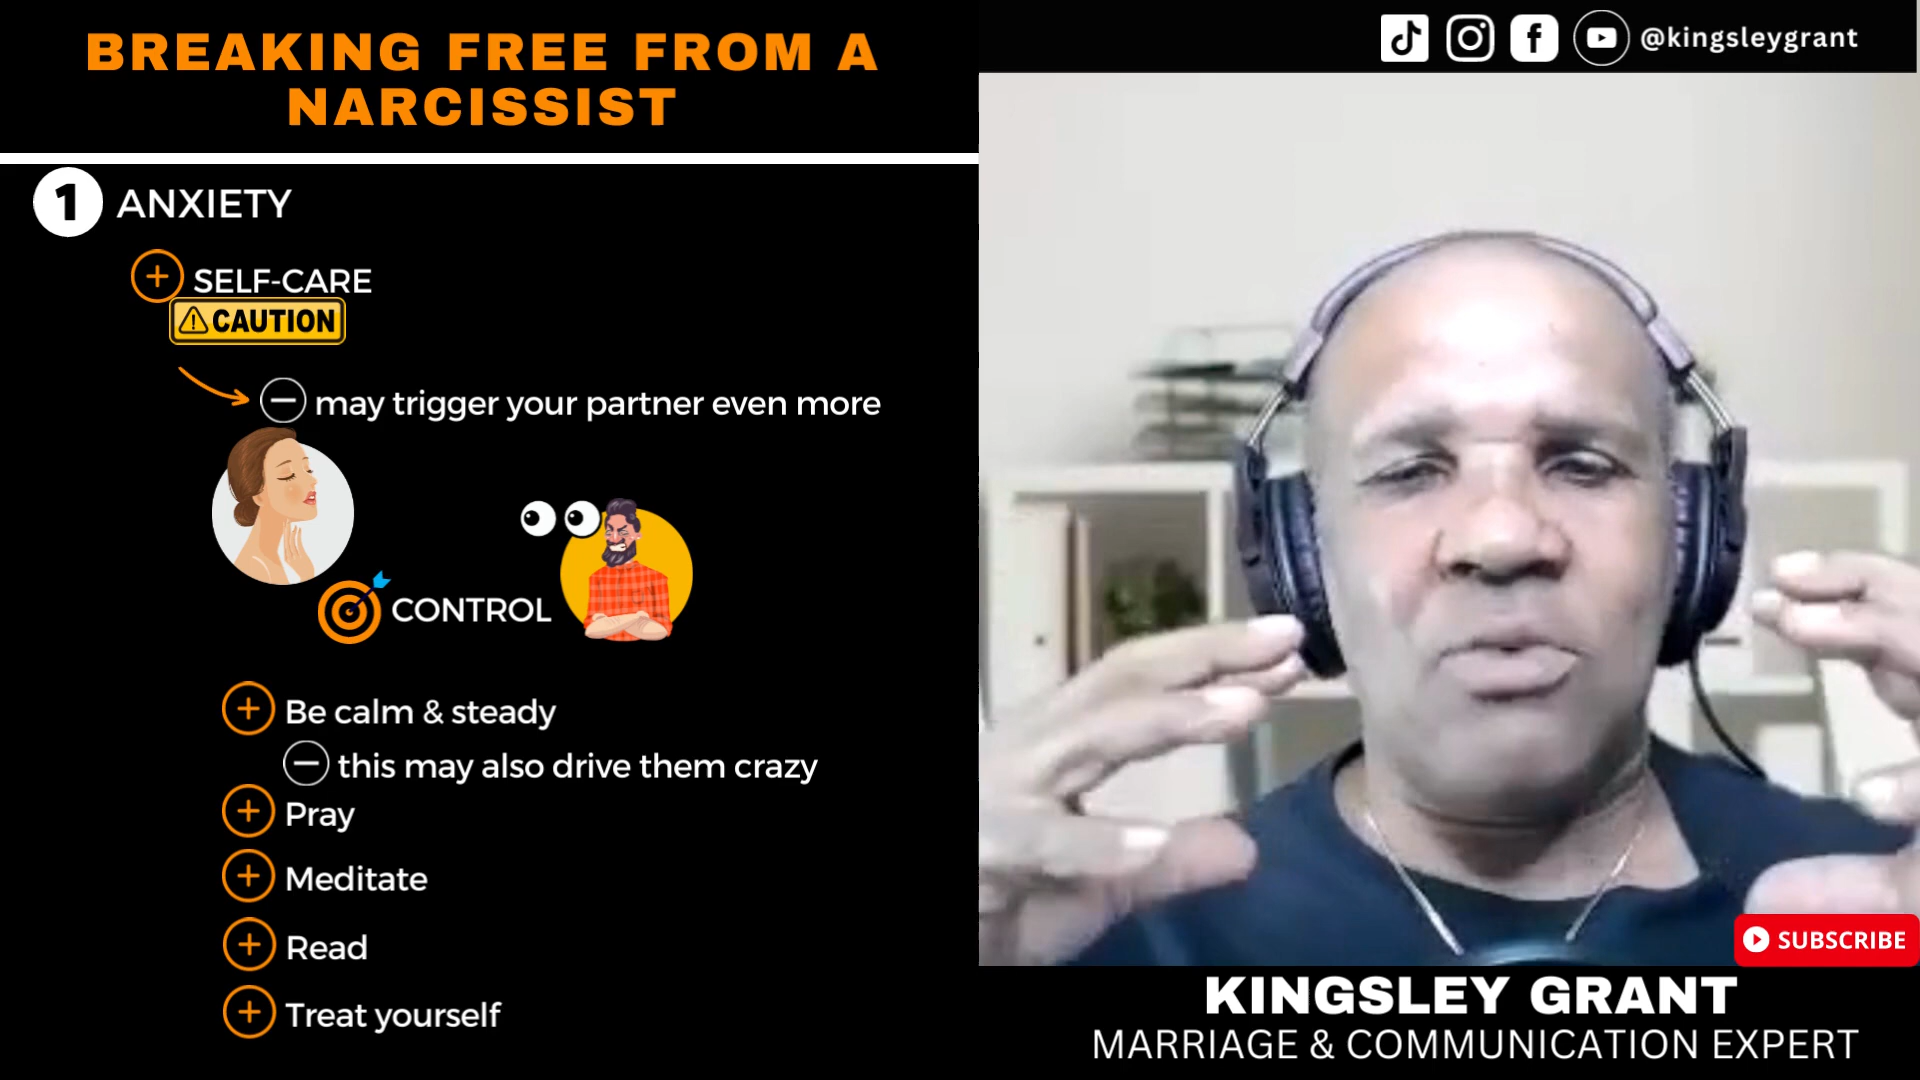 BREAKING FREE FROM A
NARCISSIST
@kingsleygrant
1 ANXIETY
SELF-CARE
CAUTION
may trigger your partner even more
CONTROL
Be calm & steady
this may also drive them crazy
Pray
Meditate
Read
Treat yourself
SUBSCRIBE
KINGSLEY GRANT
MARRIAGE & COMMUNICATION EXPERT